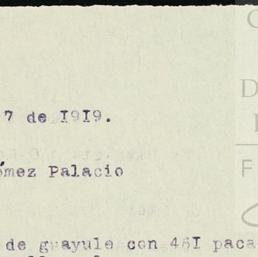 7 de I9I9.
ómez Palacio
de guayule con 46I paca